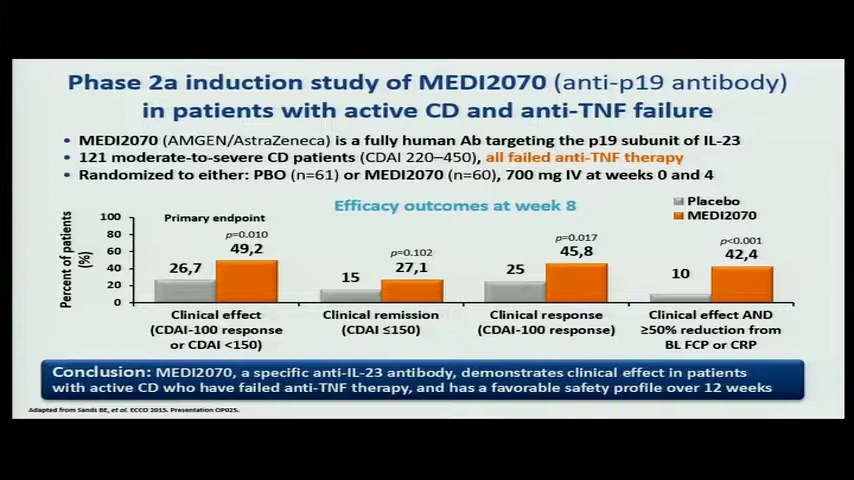 Phase 2a induction study of MEDI2070 (anti-p19 antibody)
in patients with active CD and anti-TNF failure
• MEDI2070 (AMGEN/AstraZeneca) is a fully human Ab targeting the p19 subunit of IL-23
• 121 moderate-to-severe CD patients (CDAI 220–450), all failed anti-TNF therapy
• Randomized to either: PBO (n=61) or MEDI2070 (n=60), 700 mg IV at weeks 0 and 4
Efficacy outcomes at week 8
Placebo
MEDI2070
Percent of patients
(%)
100
80
60
40
20
0
Primary endpoint
p=0.010
26,7
49,2
p=0.102
15
27,1
p=0.017
25
45,8
p<0.001
10
42,4
Clinical effect
(CDAI-100 response
or CDAI <150)
Clinical remission
(CDAI ≤150)
Clinical response
(CDAI-100 response)
Clinical effect AND
≥50% reduction from
BL FCP or CRP
Conclusion: MEDI2070, a specific anti-IL-23 antibody, demonstrates clinical effect in patients
with active CD who have failed anti-TNF therapy, and has a favorable safety profile over 12 weeks
Adapted from Sands BE, et al. ECCO 2015. Presentation OP025.